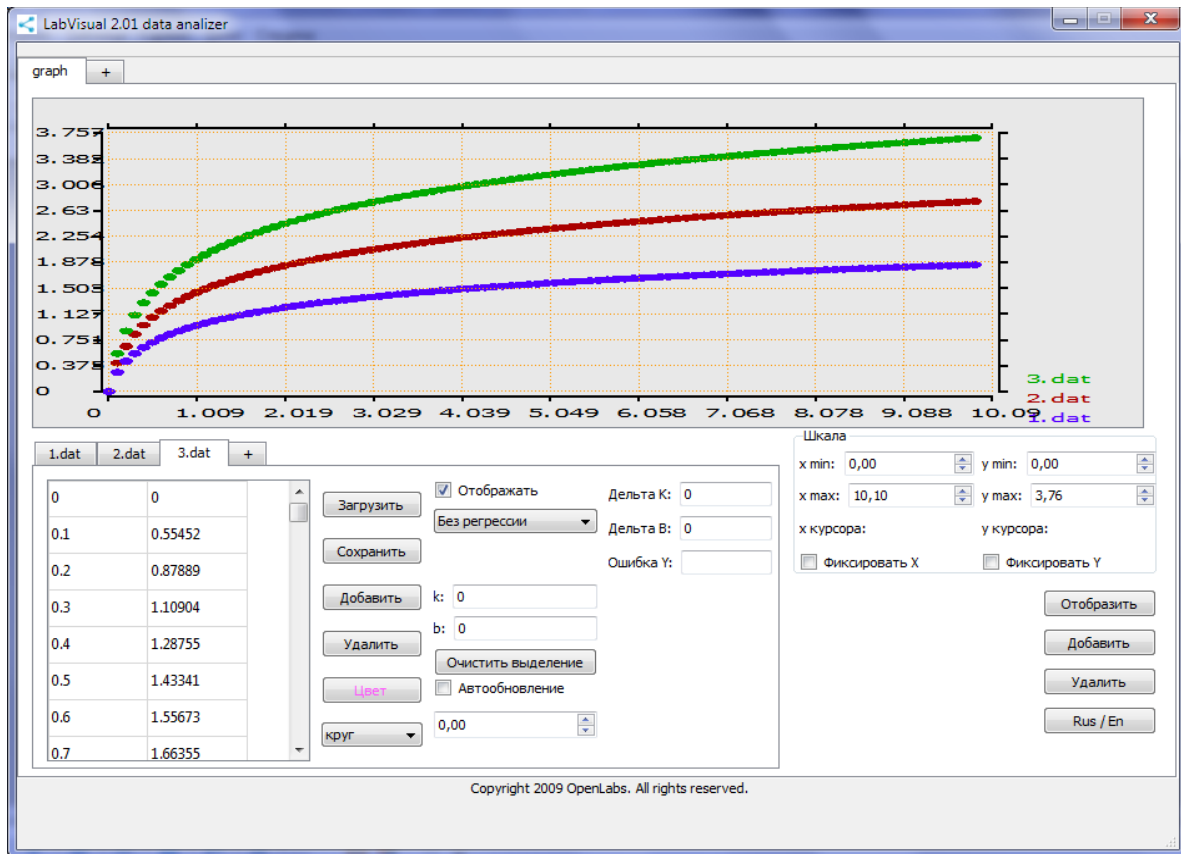 LabVisual 2.01 data analizer
graph +
3.757
3.382
3.006
2.63
2.254
1.878
1.503
1.127
0.751
0.375
0
0 1.009 2.019 3.029 4.039 5.049 6.058 7.068 8.078 9.088 10.09
3.dat
2.dat
1.dat
1.dat 2.dat 3.dat +
0 0
0.1 0.55452
0.2 0.87889
0.3 1.10904
0.4 1.28755
0.5 1.43341
0.6 1.55673
0.7 1.66355
Загрузить
Сохранить
Добавить
Удалить
Цвет
круг
Отображать
Без регрессии
k: 0
b: 0
Очистить выделение
Автообновление
0,00
Дельта К: 0
Дельта В: 0
Ошибка Y:
Шкала
x min: 0,00 y min: 0,00
x max: 10,10 y max: 3,76
х курсора: у курсора:
Фиксировать X Фиксировать Y
Отобразить
Добавить
Удалить
Rus / En
Copyright 2009 OpenLabs. All rights reserved.